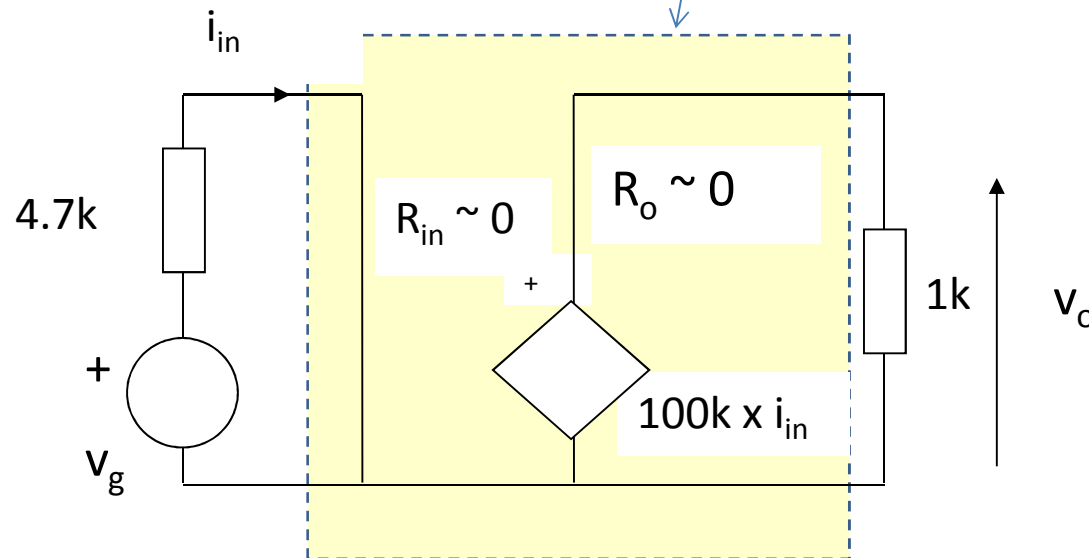 i_in
4.7k
R_in ~ 0
R_o ~ 0
+
+
1k
v_o
100k x i_in
v_g